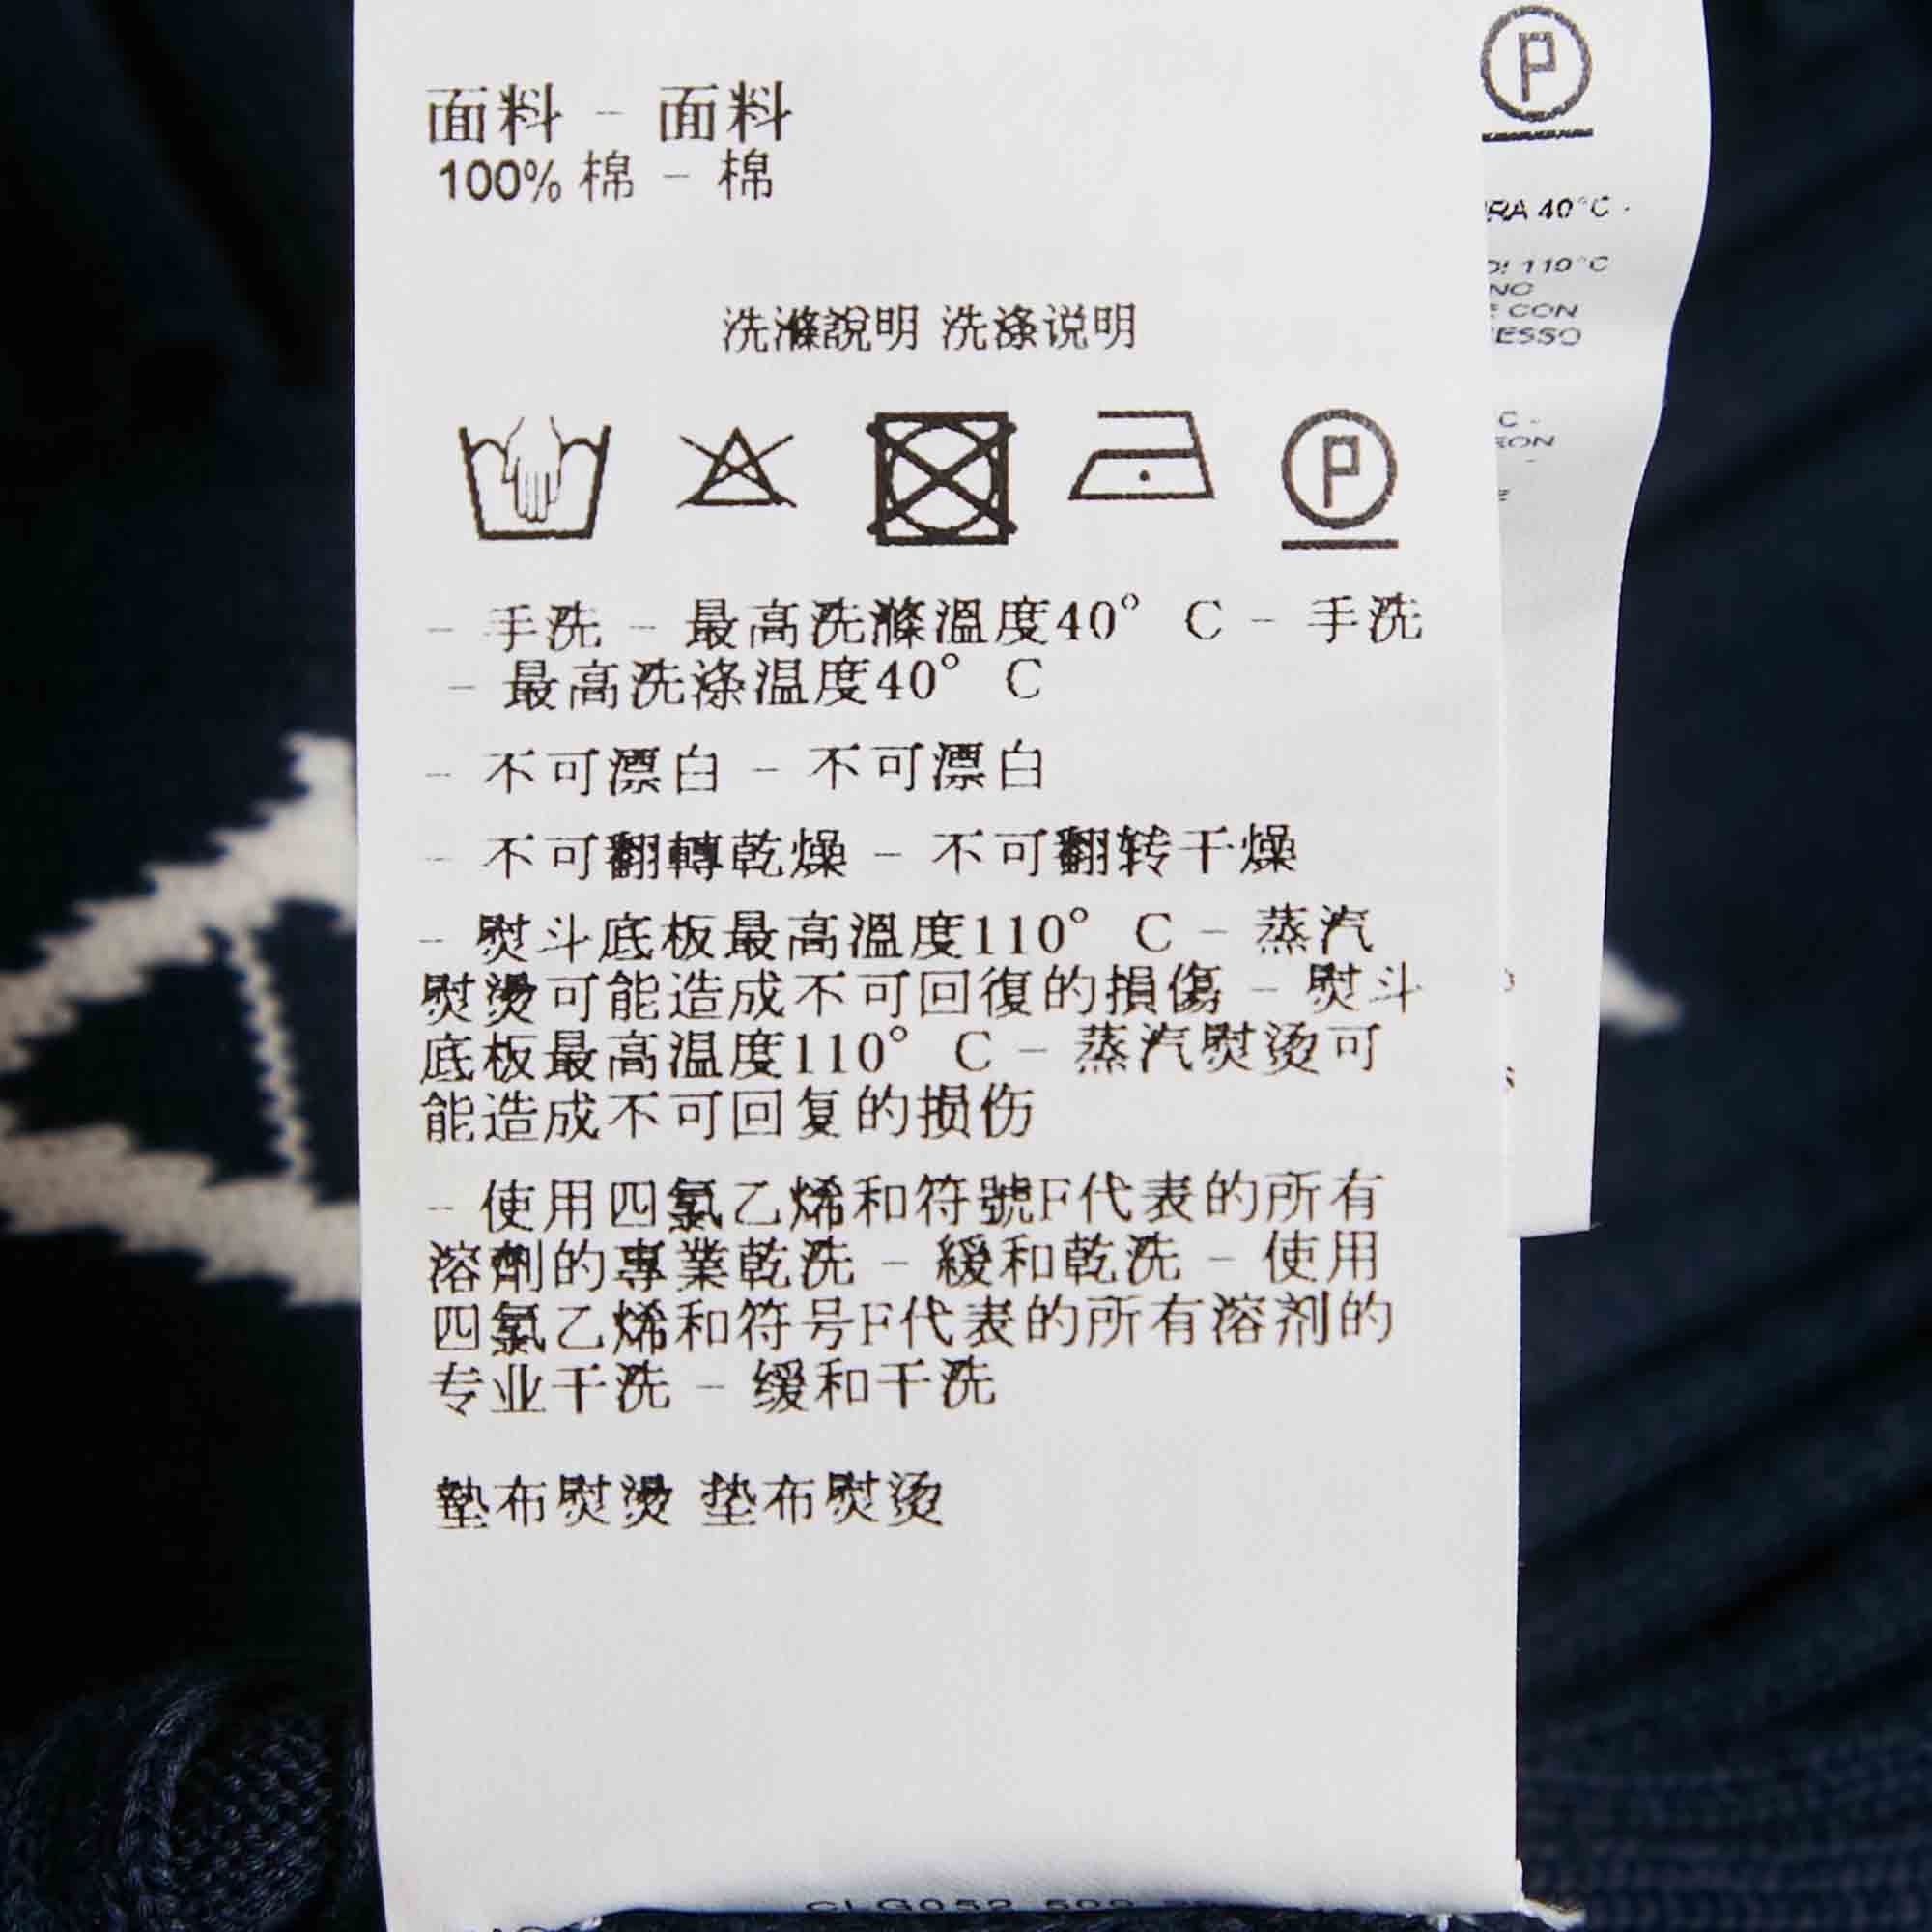 面料 - 面料
100% 棉 - 棉
洗滌說明 洗涤说明
P
- 手洗 - 最高洗滌溫度40° C - 手洗
- 最高洗涤温度40° C
- 不可漂白 - 不可漂白
- 不可翻轉乾燥 - 不可翻转干燥
- 熨斗底板最高溫度110° C - 蒸汽
熨燙可能造成不可回復的損傷 - 熨斗
底板最高温度110° C - 蒸汽熨烫可
能造成不可回复的损伤
- 使用四氯乙烯和符號F代表的所有
溶劑的專業乾洗 - 緩和乾洗 - 使用
四氯乙烯和符号F代表的所有溶剂的
专业干洗 - 缓和干洗
墊布熨燙 垫布熨烫
P
RA 40°C -
110°C
NO
CON
ESSO
C -